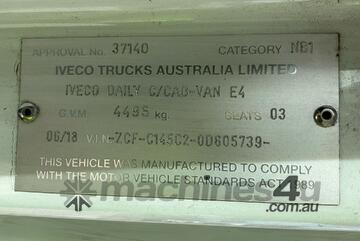 APPROVAL No. 37140 CATEGORY NB1
IVECO TRUCKS AUSTRALIA LIMITED
IVECO DAILY C/CAB-VAN E4
G.V.M 4495 kg. SEATS 03
06/18 V.I.N-ZCF-C145C2-0D605739-
THIS VEHICLE WAS MANUFACTURED TO COMPLY
WITH THE MOTOR VEHICLE STANDARDS ACT 1989
machines4u
.com.au